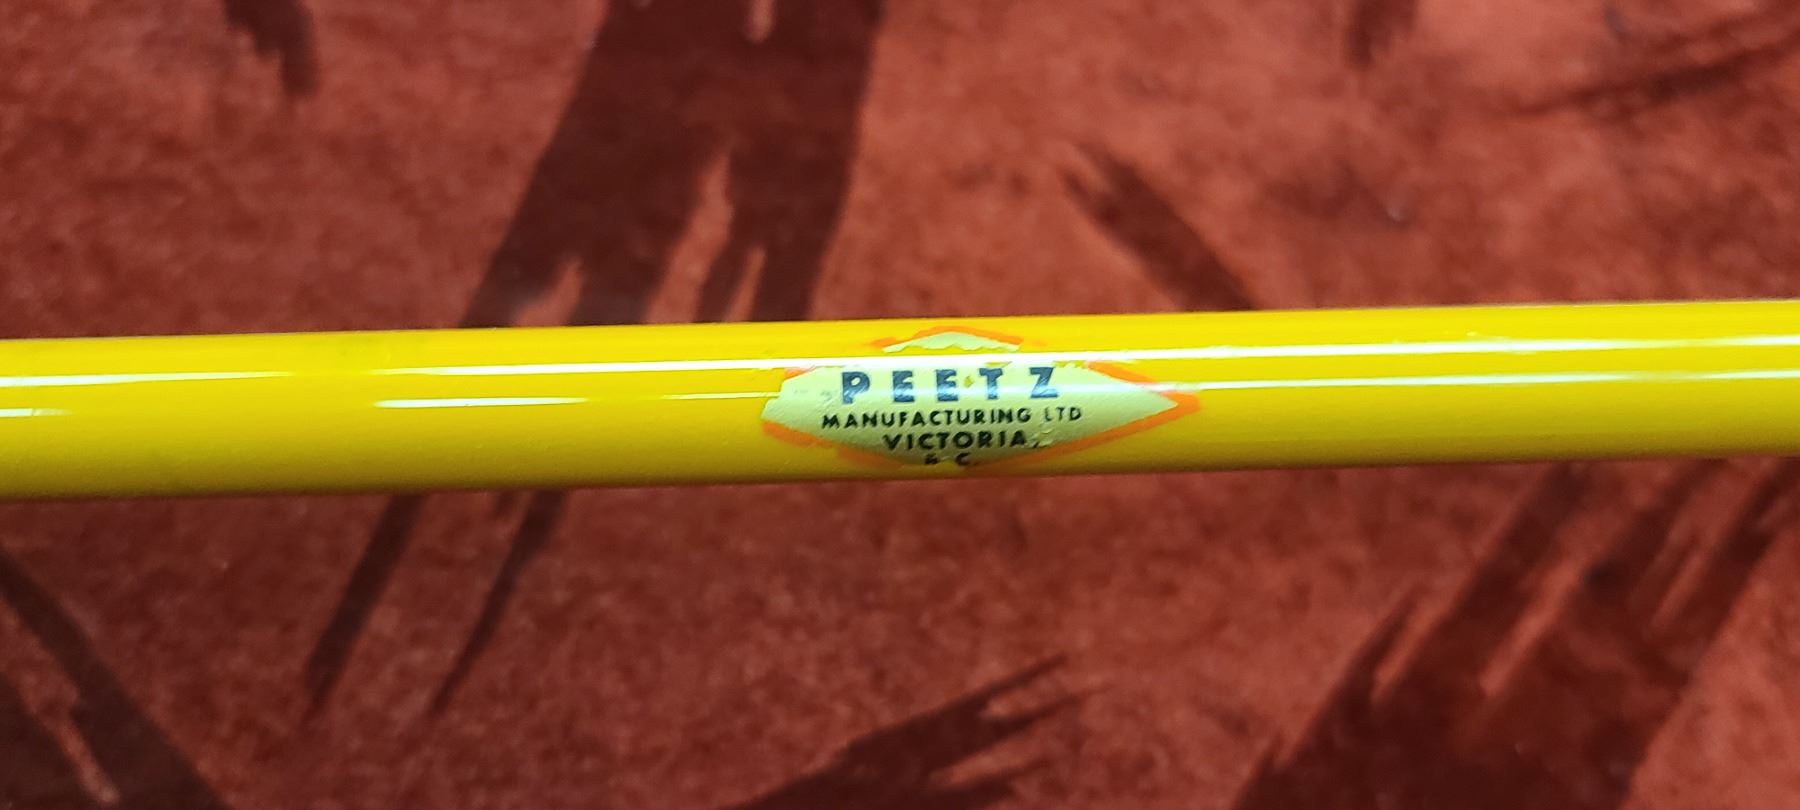 PEETZ
MANUFACTURING LTD
VICTORIA,
B. C.